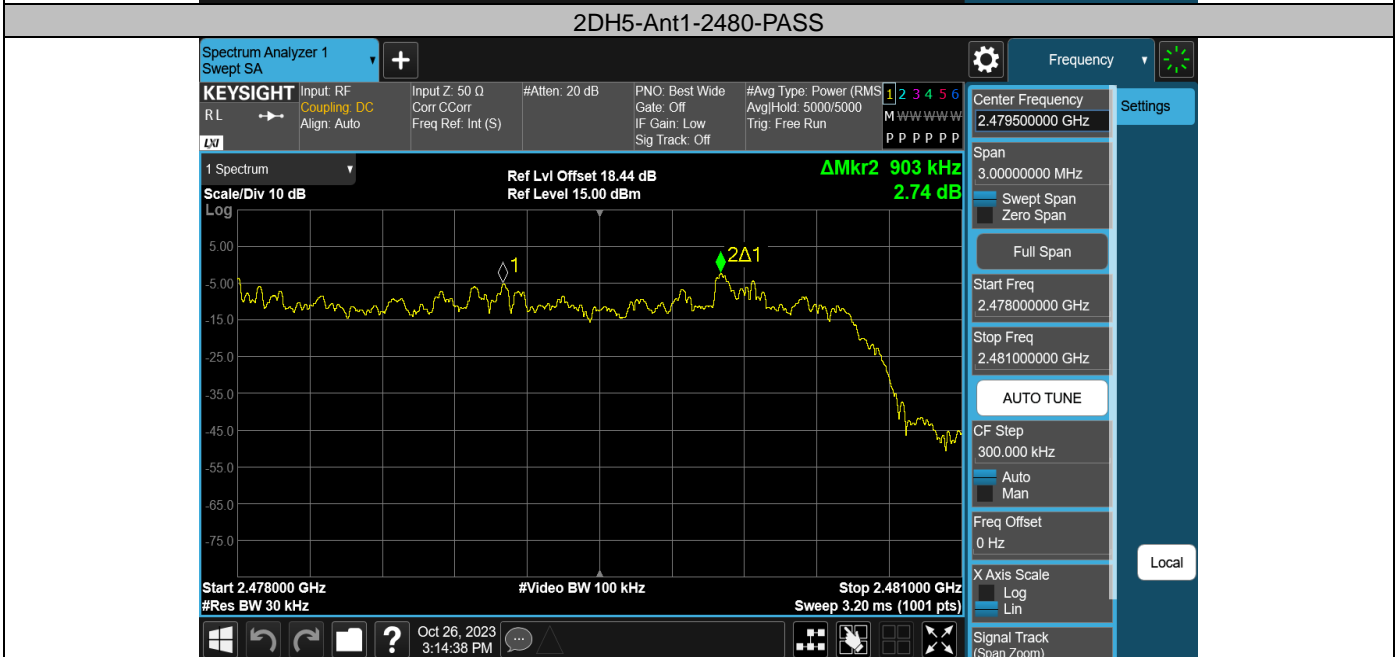 2DH5-Ant1-2480-PASS
Spectrum Analyzer 1
Swept SA
Frequency
KEYSIGHT
RL
LXI
Input: RF
Coupling: DC
Align: Auto
Input Z: 50 Ω
Corr CCorr
Freq Ref: Int (S)
#Atten: 20 dB
PNO: Best Wide
Gate: Off
IF Gain: Low
Sig Track: Off
#Avg Type: Power (RMS
Avg|Hold: 5000/5000
Trig: Free Run
1 2 3 4 5 6
M W W W W W
P P P P P P
Center Frequency
2.479500000 GHz
Settings
Span
3.00000000 MHz
Swept Span
Zero Span
Full Span
Start Freq
2.478000000 GHz
Stop Freq
2.481000000 GHz
AUTO TUNE
CF Step
300.000 kHz
Auto
Man
Freq Offset
0 Hz
X Axis Scale
Log
Lin
Signal Track
(Span Zoom)
Local
1 Spectrum
Scale/Div 10 dB
Log
Ref Lvl Offset 18.44 dB
Ref Level 15.00 dBm
ΔMkr2 903 kHz
2.74 dB
1
2Δ1
5.00
-5.00
-15.0
-25.0
-35.0
-45.0
-55.0
-65.0
-75.0
Start 2.478000 GHz
#Res BW 30 kHz
#Video BW 100 kHz
Stop 2.481000 GHz
Sweep 3.20 ms (1001 pts)
?
Oct 26, 2023
3:14:38 PM